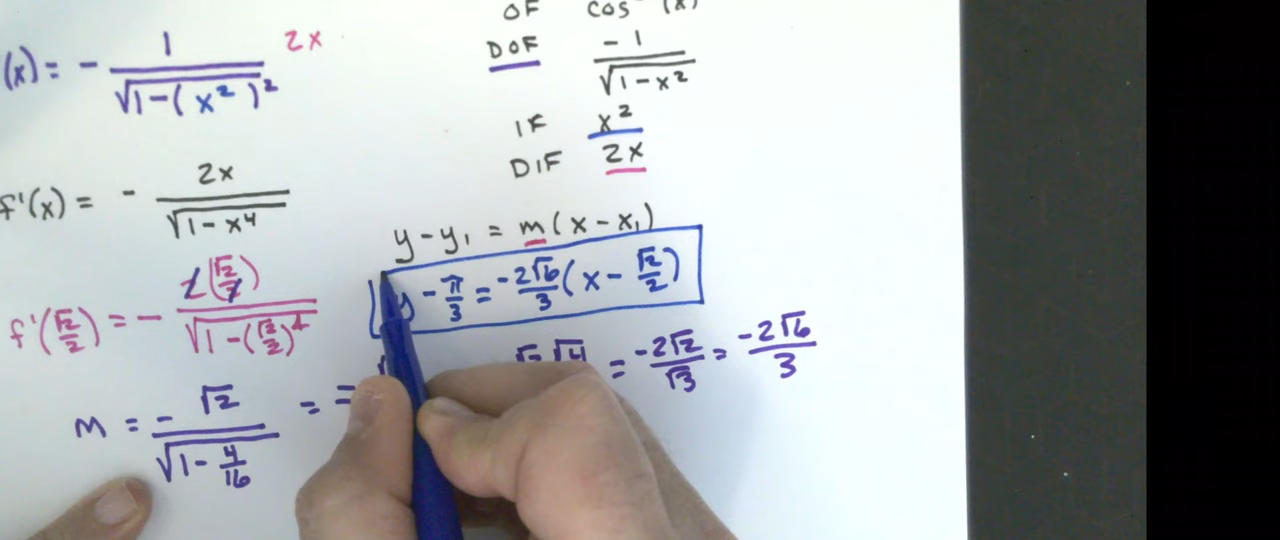 (x) = - 1 / √1-(x²)² 2x
f'(x) = - 2x / √1-x⁴
f'(√2/2) = - 2(√2/2) / √1-(√2/2)⁴
m = - √2 / √1-4/16 = -
OF cos (x)
DOF -1 / √1-x²
IF x²
DIF 2x
y-y₁ = m(x-x₁)
y - π/3 = -2√6/3 (x - √2/2)
√4 = -2√2/√3 = -2√6/3